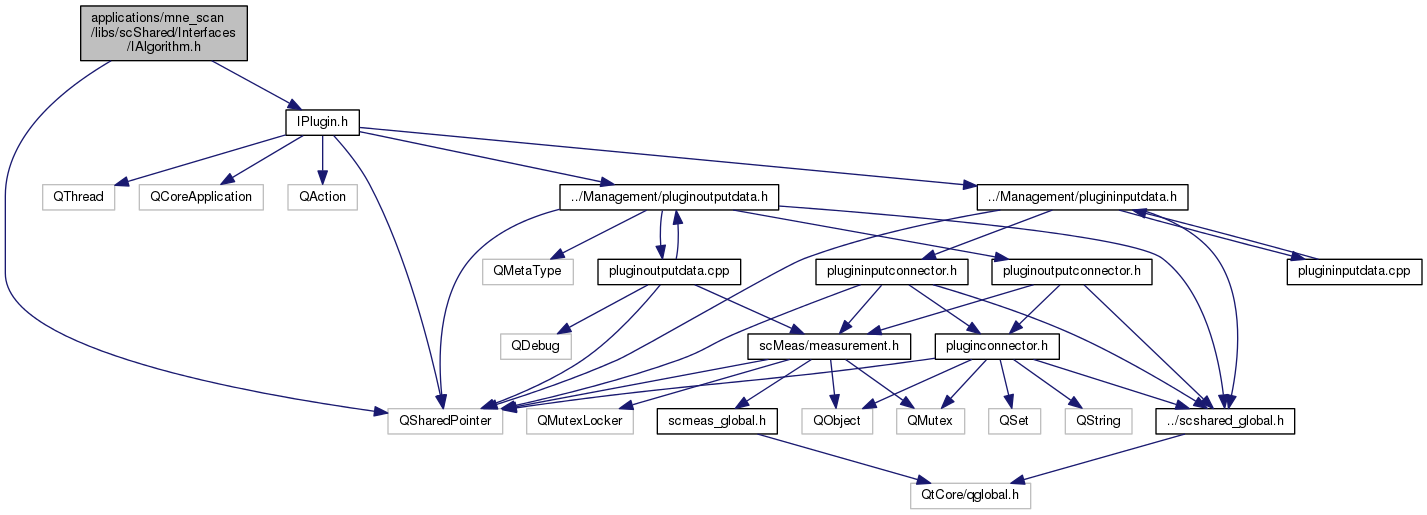 applications/mne_scan
/libs/scShared/Interfaces
/IAlgorithm.h
IPlugin.h
QThread
QCoreApplication
QAction
../Management/pluginoutputdata.h
../Management/plugininputdata.h
QMetaType
pluginoutputdata.cpp
plugininputconnector.h
pluginoutputconnector.h
plugininputdata.cpp
QDebug
scMeas/measurement.h
pluginconnector.h
QSharedPointer
QMutexLocker
scmeas_global.h
QObject
QMutex
QSet
QString
../scshared_global.h
QtCore/qglobal.h